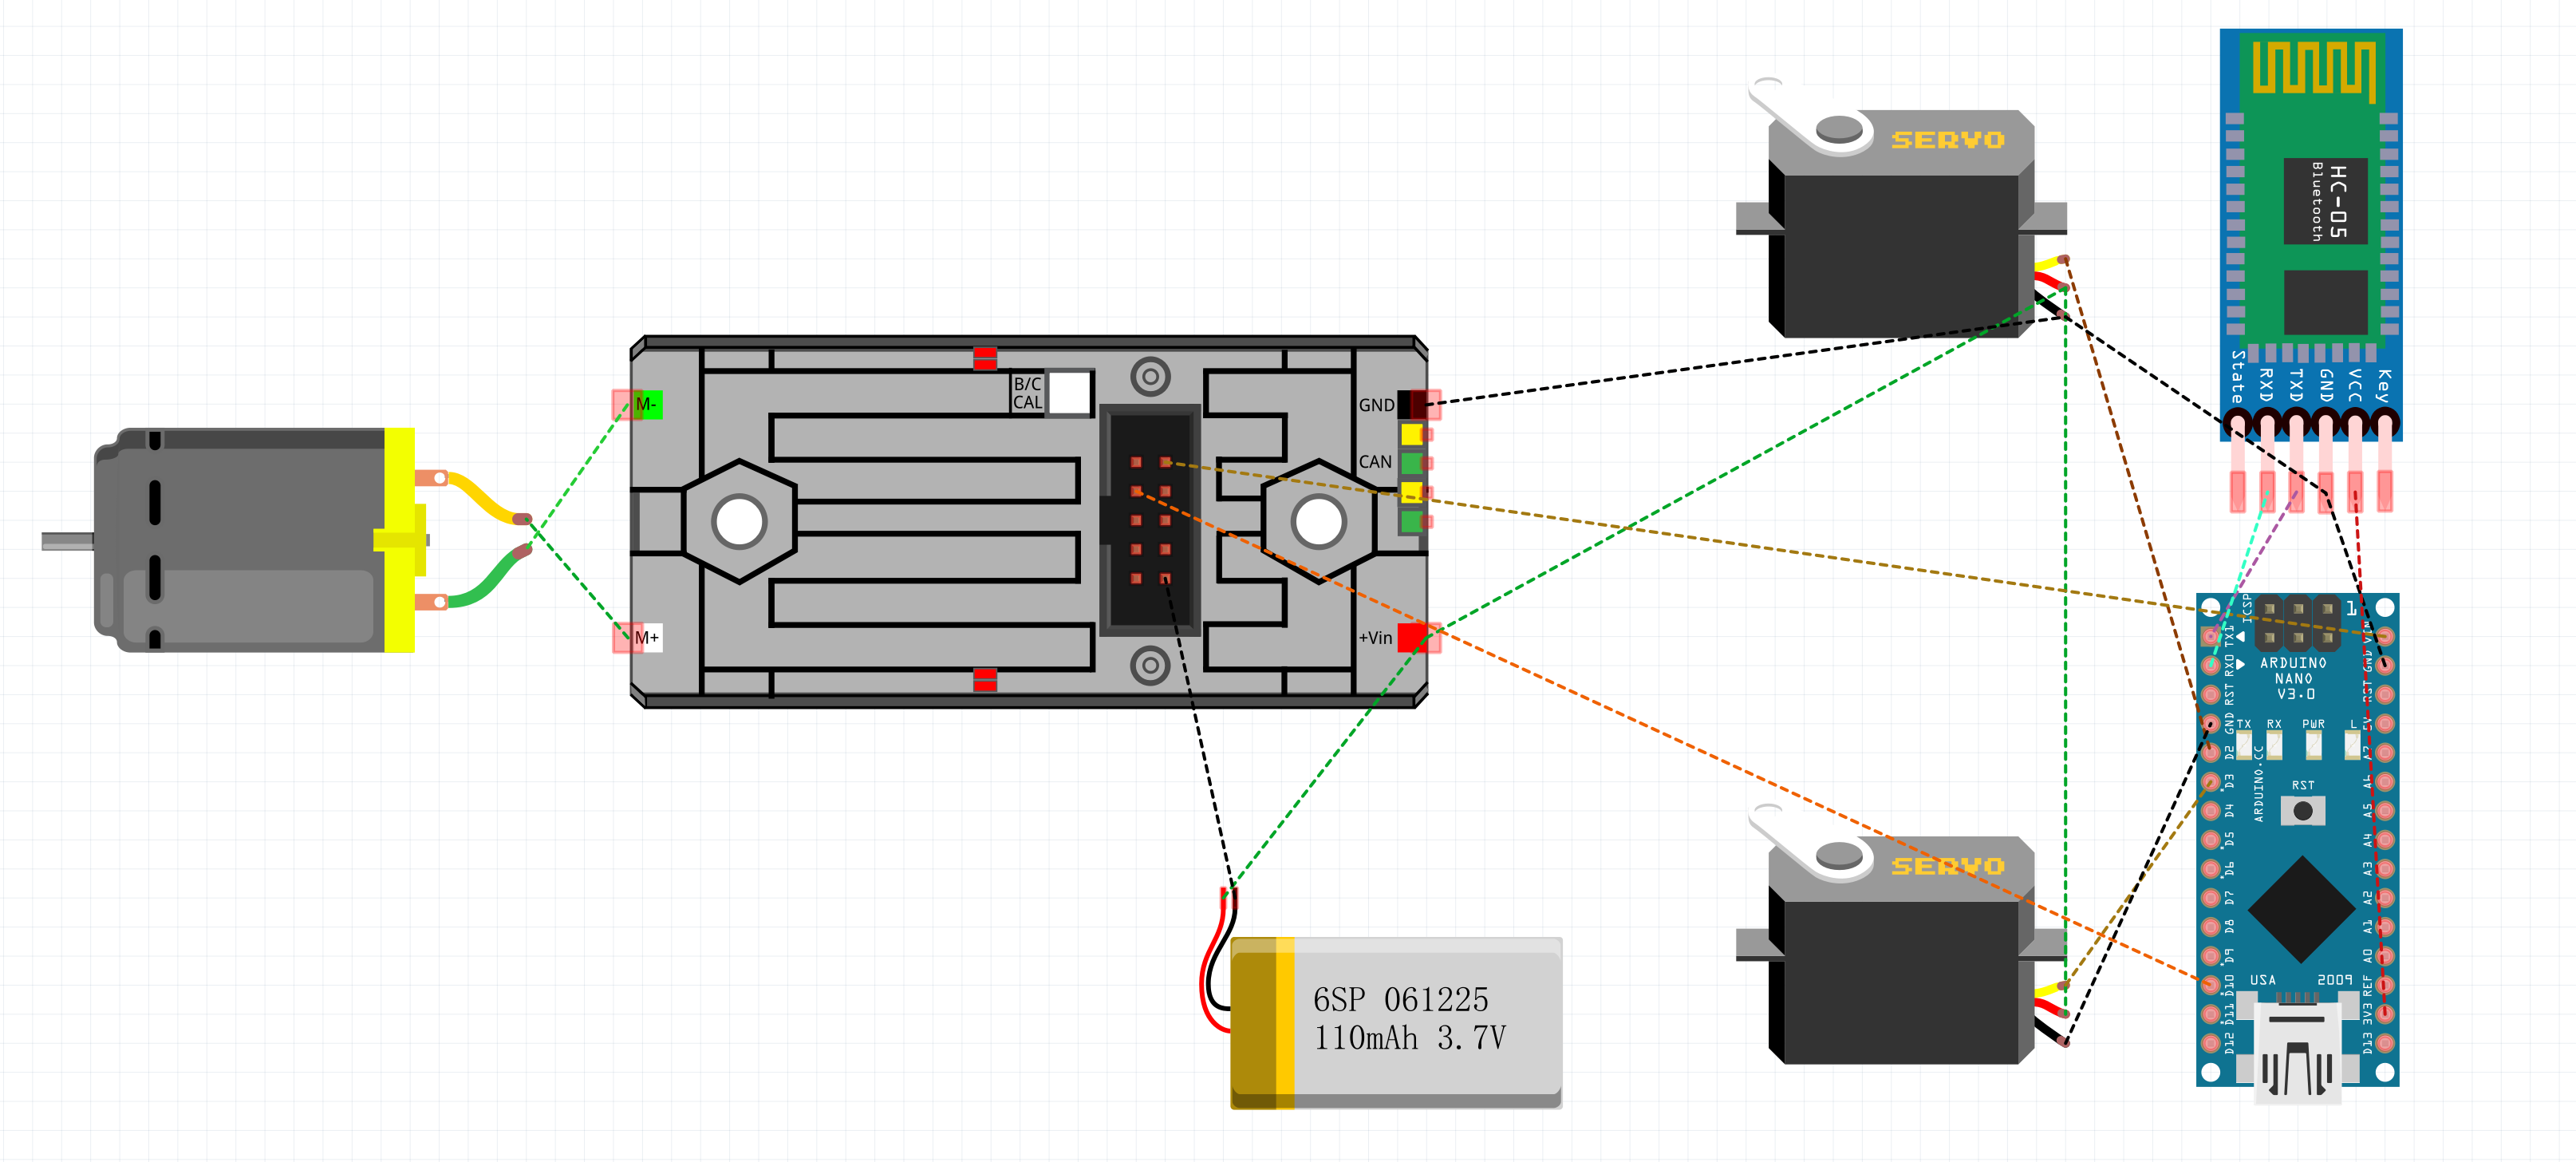 SERVO
HC-05
Bluetooth
State
RXD
TXD
GND
VCC
Key
B/C
CAL
M-
GND
CAN
M+
+Vin
ICSP
1
TX1
RX0
RST
GND
D2
D3
D4
D5
D6
D7
D8
D9
D10
D11
D12
VIN
GND
RST
A6
A5
A4
A3
A2
A1
A0
REF
3V3
D13
ARDUINO
NANO
V3.0
TX RX PWR L
ARDUINO.CC
RST
USA 2009
SERVO
6SP 061225
110mAh 3.7V